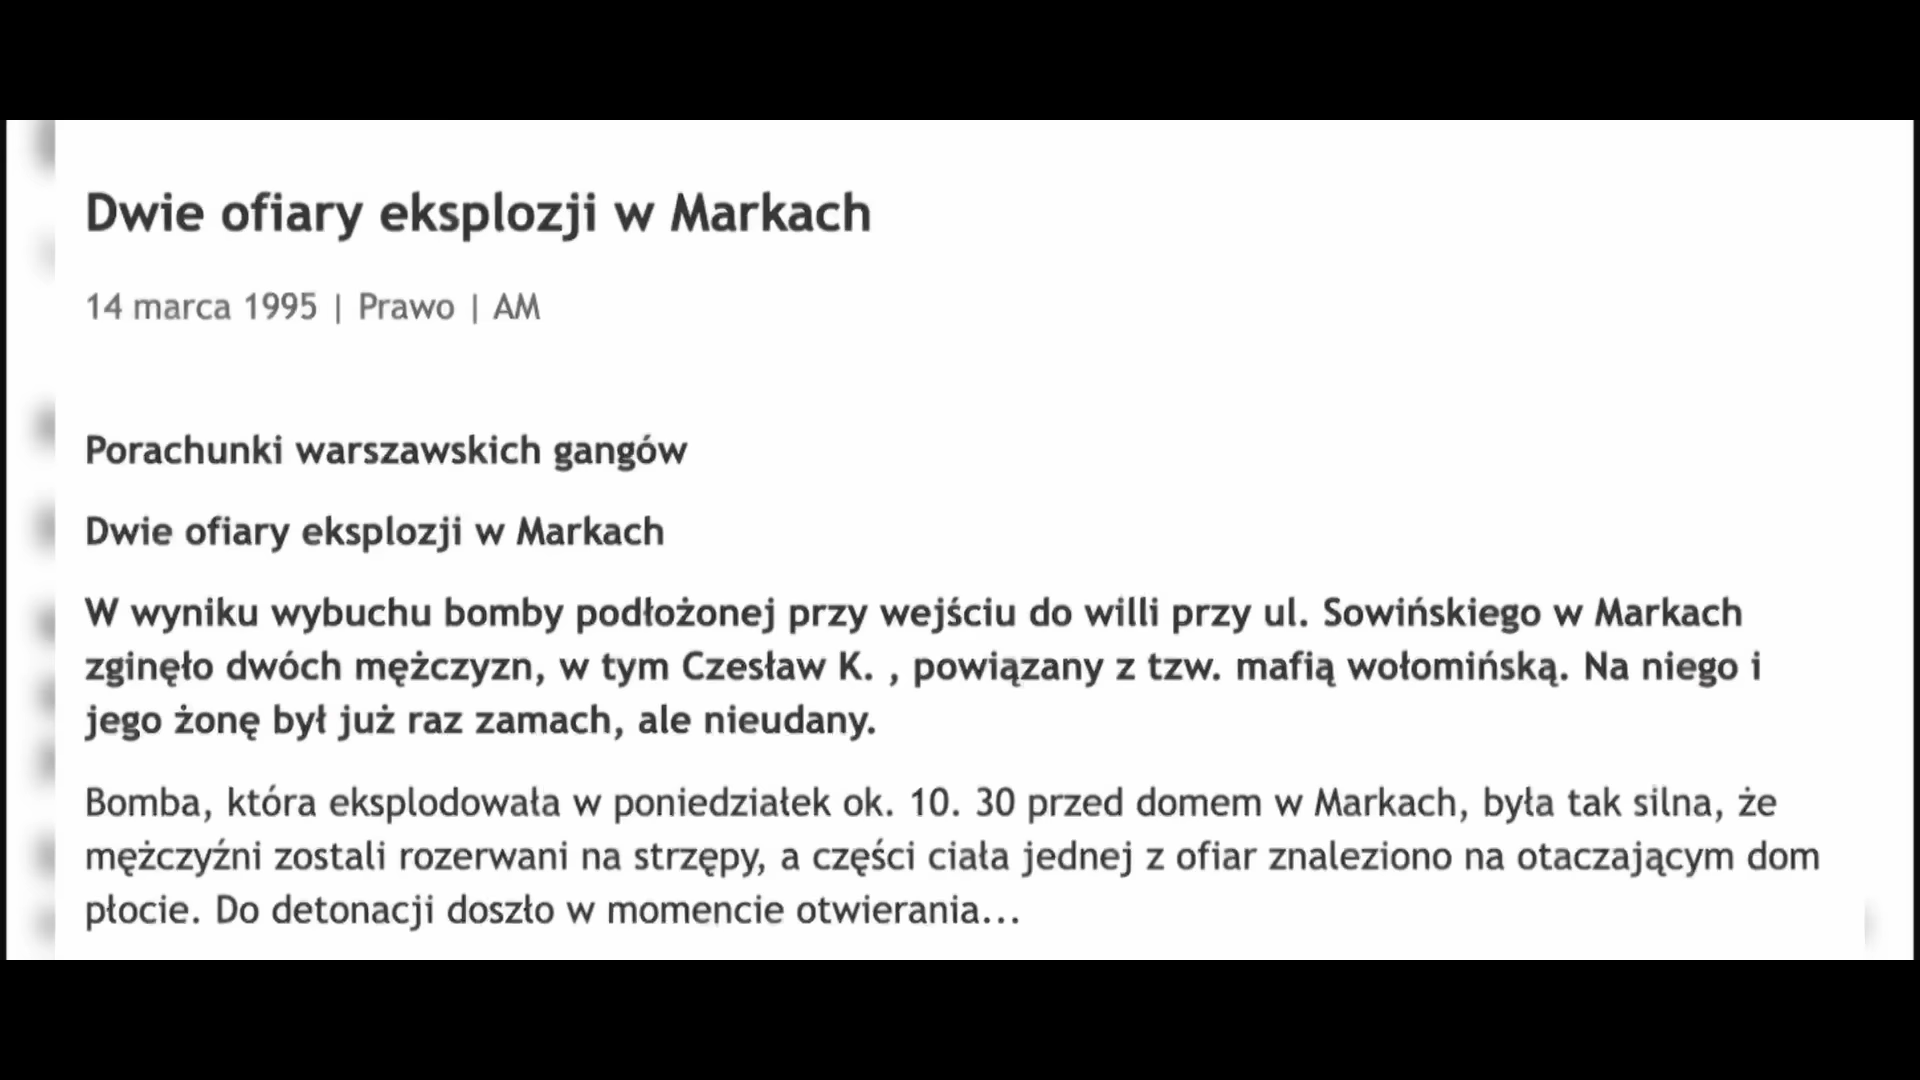 Dwie ofiary eksplozji w Markach
14 marca 1995 | Prawo | AM
Porachunki warszawskich gangów
Dwie ofiary eksplozji w Markach
W wyniku wybuchu bomby podłożonej przy wejściu do willi przy ul. Sowińskiego w Markach
zginęło dwóch mężczyzn, w tym Czesław K. , powiązany z tzw. mafią wołomińską. Na niego i
jego żonę był już raz zamach, ale nieudany.
Bomba, która eksplodowała w poniedziałek ok. 10. 30 przed domem w Markach, była tak silna, że
mężczyźni zostali rozerwani na strzępy, a części ciała jednej z ofiar znaleziono na otaczającym dom
płocie. Do detonacji doszło w momencie otwierania...